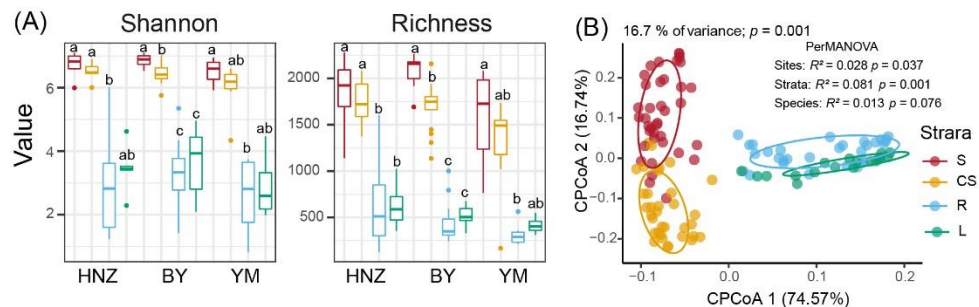 (A)
Shannon
Richness
Value
6
4
2
a
a
b
ab
a
b
c
c
a
ab
b
ab
HNZ
BY
YM
2000
1500
1000
500
a
a
b
b
a
b
c
c
a
ab
b
ab
HNZ
BY
YM
(B)
16.7 % of variance; p = 0.001
PerMANOVA
Sites: R² = 0.028 p = 0.037
Strata: R² = 0.081 p = 0.001
Species: R² = 0.013 p = 0.076
CPCoA 2 (16.74%)
0.2
0.1
0.0
−0.1
−0.2
−0.1
0.0
0.1
0.2
CPCoA 1 (74.57%)
Strara
S
CS
R
L